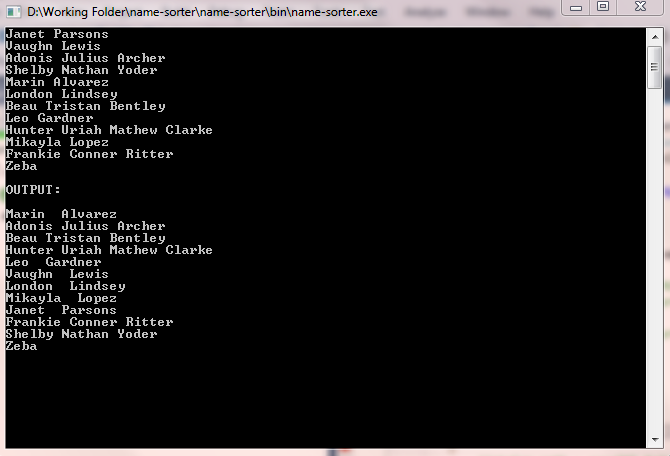 D:\Working Folder\name-sorter\name-sorter\bin\name-sorter.exe
Janet Parsons
Vaughn Lewis
Adonis Julius Archer
Shelby Nathan Yoder
Marin Alvarez
London Lindsey
Beau Tristan Bentley
Leo Gardner
Hunter Uriah Mathew Clarke
Mikayla Lopez
Frankie Conner Ritter
Zeba
OUTPUT:
Marin  Alvarez
Adonis Julius Archer
Beau Tristan Bentley
Hunter Uriah Mathew Clarke
Leo  Gardner
Vaughn  Lewis
London  Lindsey
Mikayla  Lopez
Janet  Parsons
Frankie Conner Ritter
Shelby Nathan Yoder
Zeba